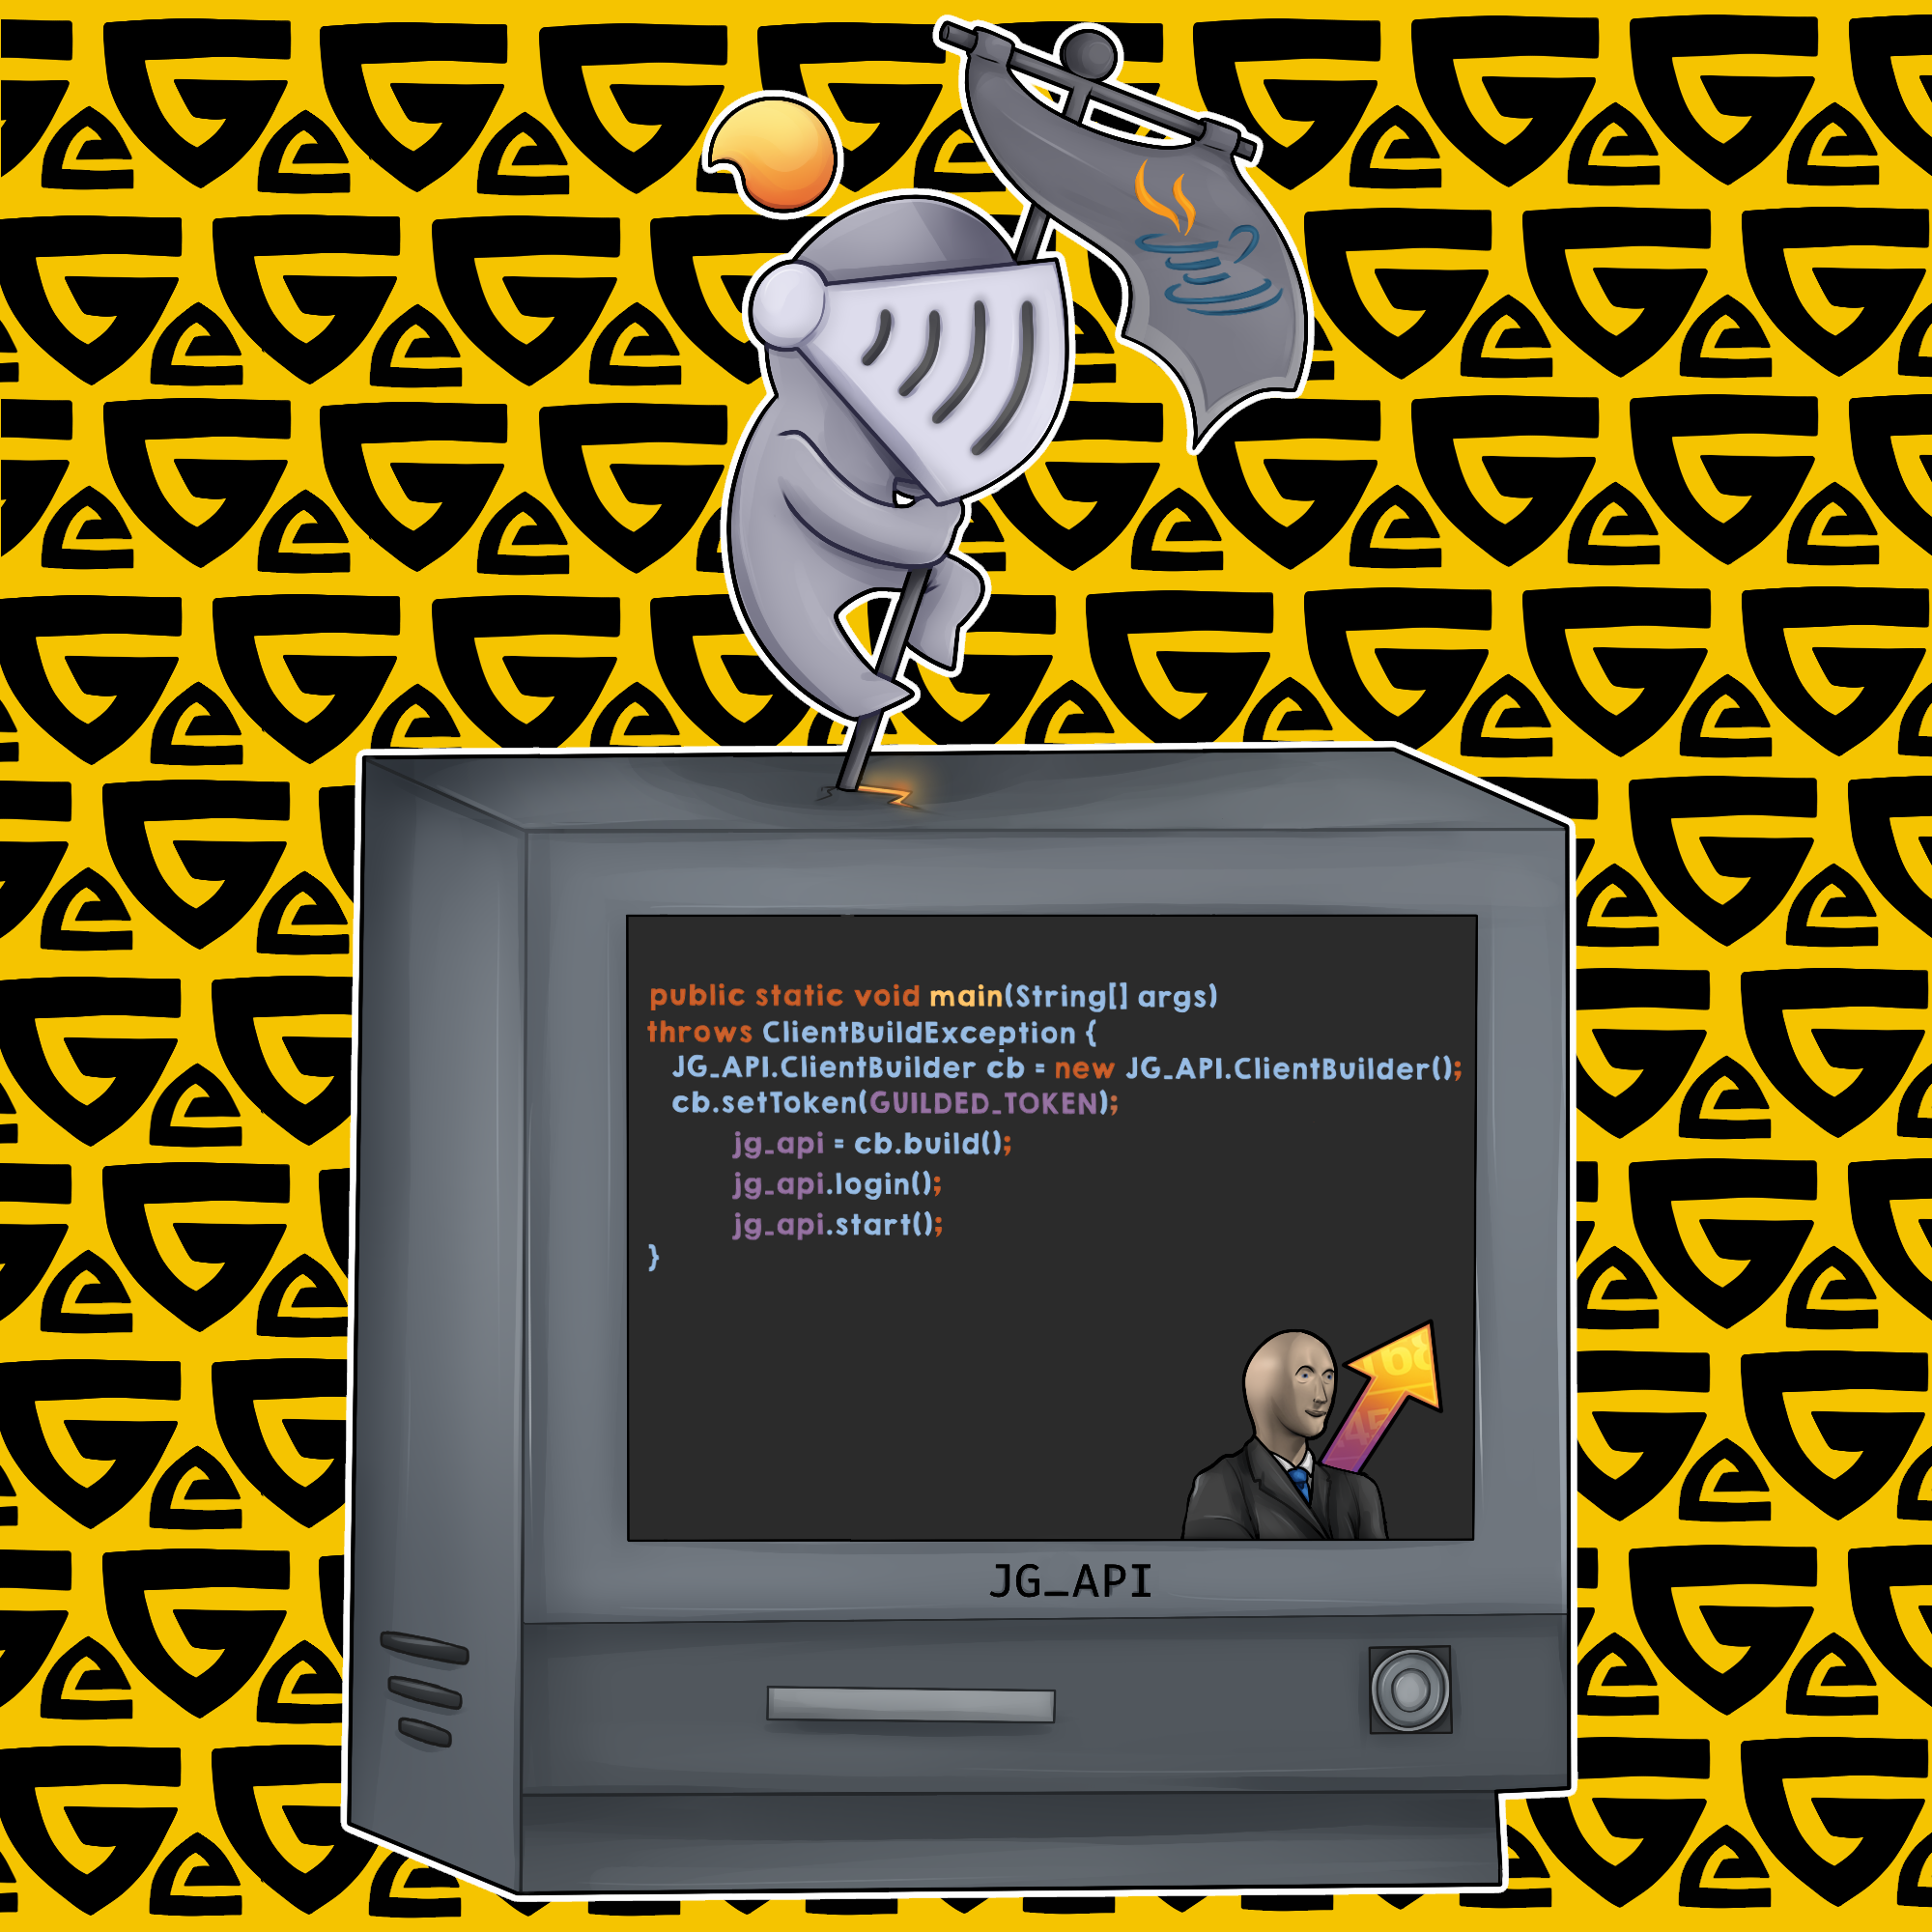 public static void main(String[] args)
throws ClientBuildException {
JG_API.ClientBuilder cb = new JG_API.ClientBuilder();
cb.setToken(GUILDED_TOKEN);
jg_api = cb.build();
jg_api.login();
jg_api.start();
}
JG_API